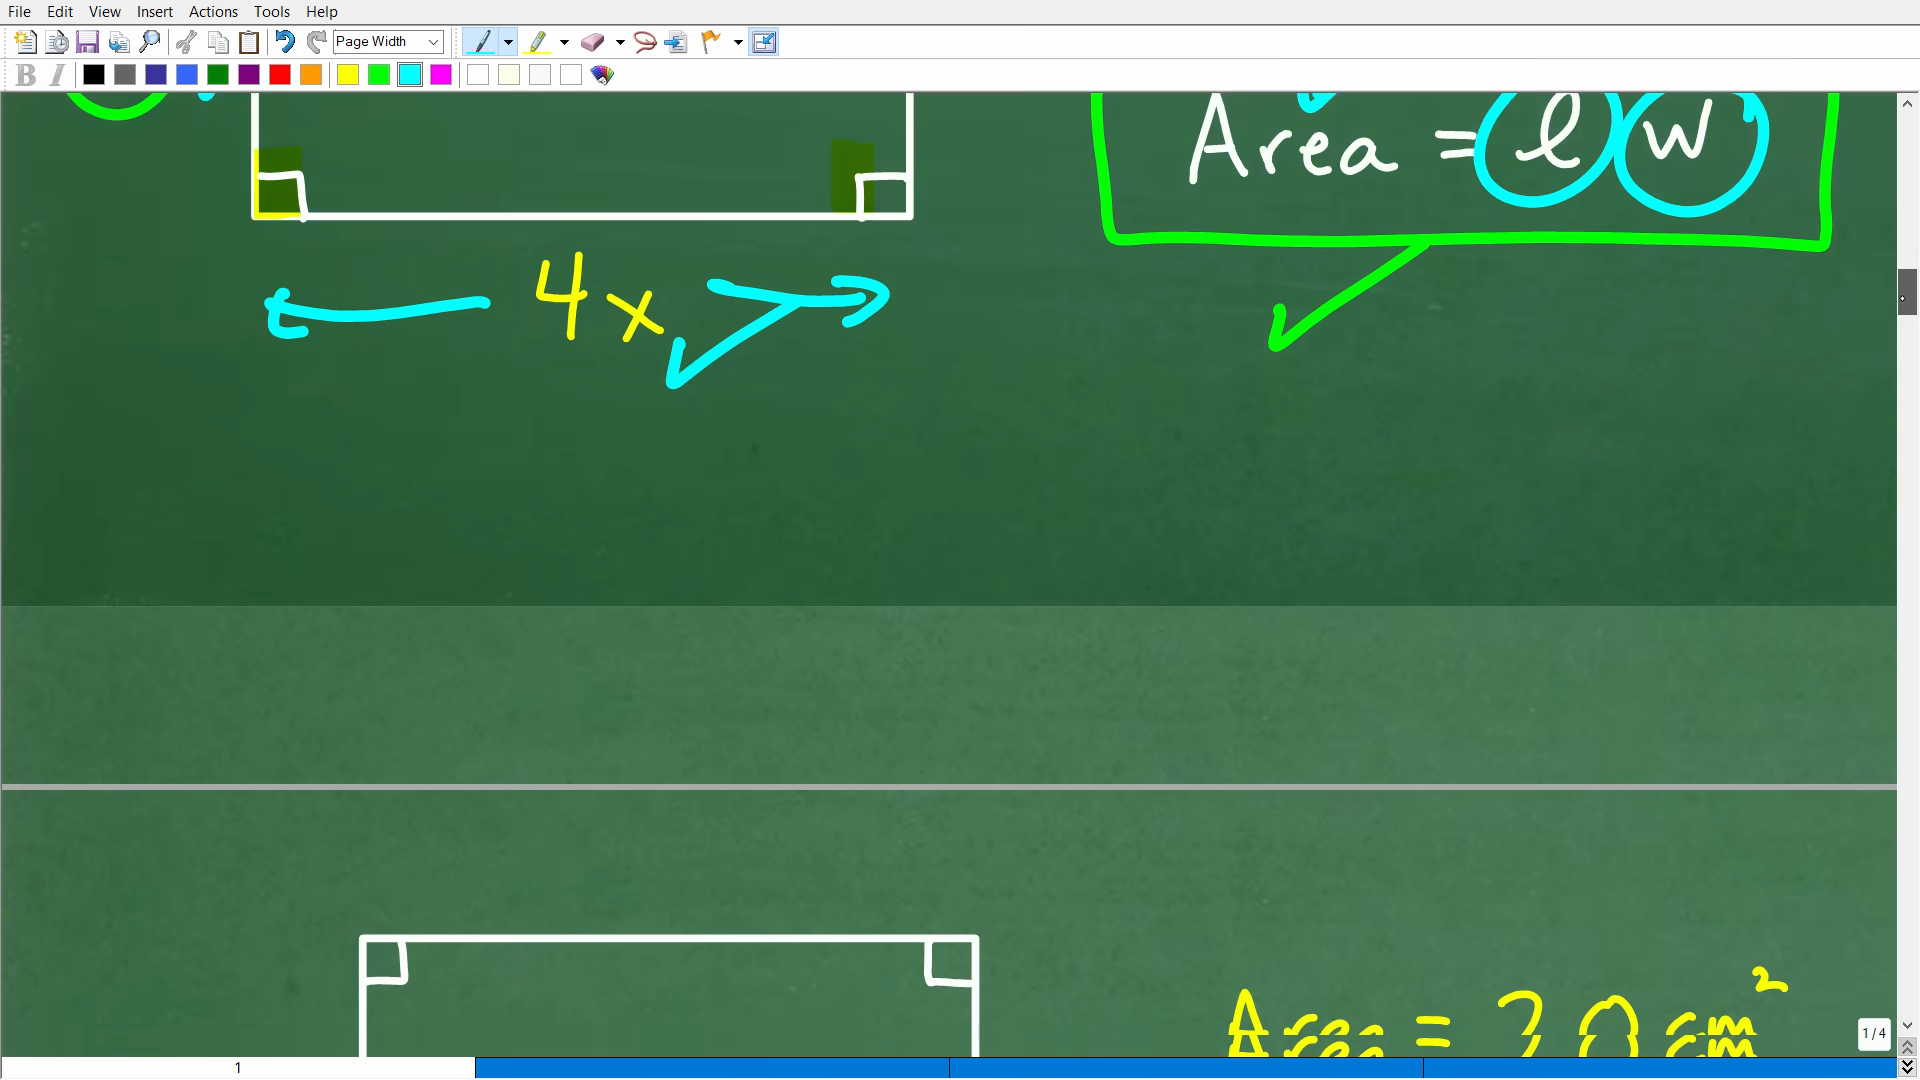 File Edit View Insert Actions Tools Help
Page Width
B I
Area = l w
4x
Area = 20 cm²
1 / 4
1